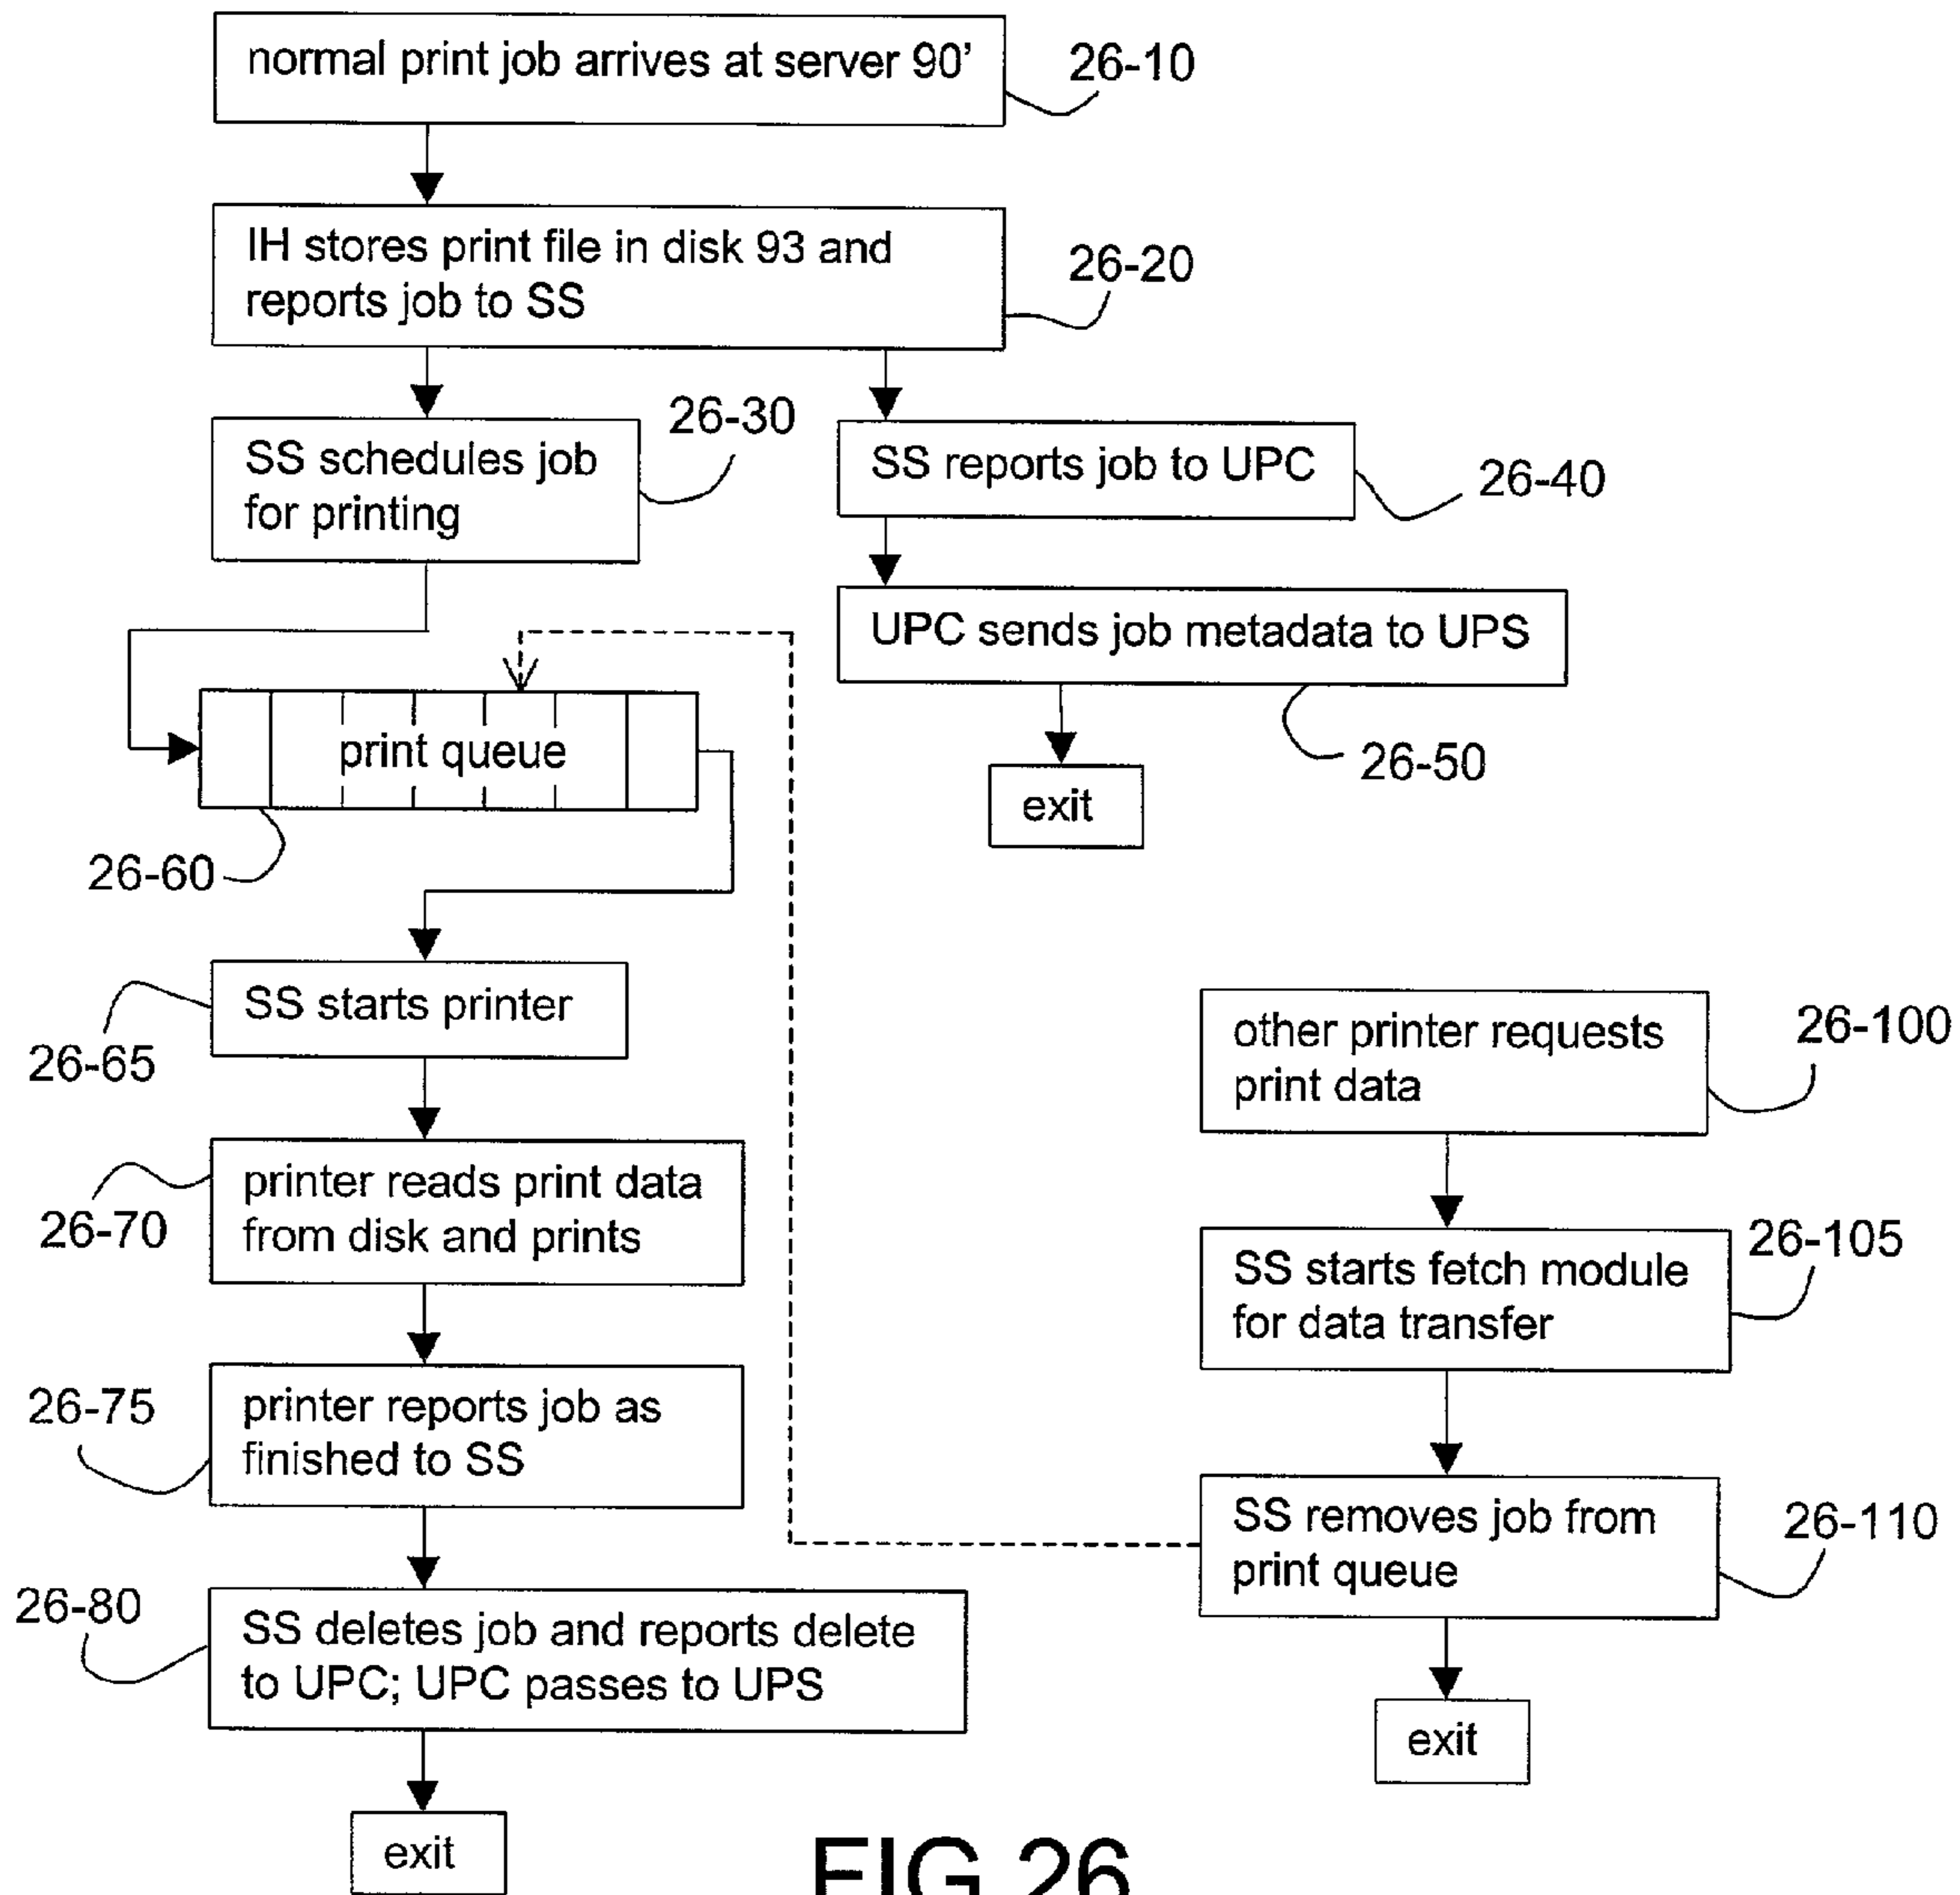 normal print job arrives at server 90'
26-10
IH stores print file in disk 93 and
reports job to SS
26-20
SS schedules job
for printing
26-30
SS reports job to UPC
26-40
UPC sends job metadata to UPS
26-50
exit
print queue
26-60
SS starts printer
26-65
printer reads print data
from disk and prints
26-70
printer reports job as
finished to SS
26-75
SS deletes job and reports delete
to UPC; UPC passes to UPS
26-80
exit
other printer requests
print data
26-100
SS starts fetch module
for data transfer
26-105
SS removes job from
print queue
26-110
exit
FIG 26